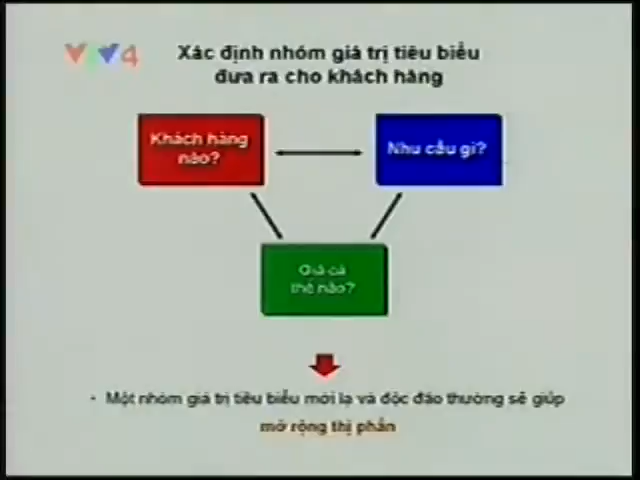 VTV4
Xác định nhóm giá trị tiêu biểu
đưa ra cho khách hàng
Khách hàng
nào?
Nhu cầu gì?
Giá cả
thế nào?
• Một nhóm giá trị tiêu biểu mới lạ và độc đáo thường sẽ giúp
mở rộng thị phần